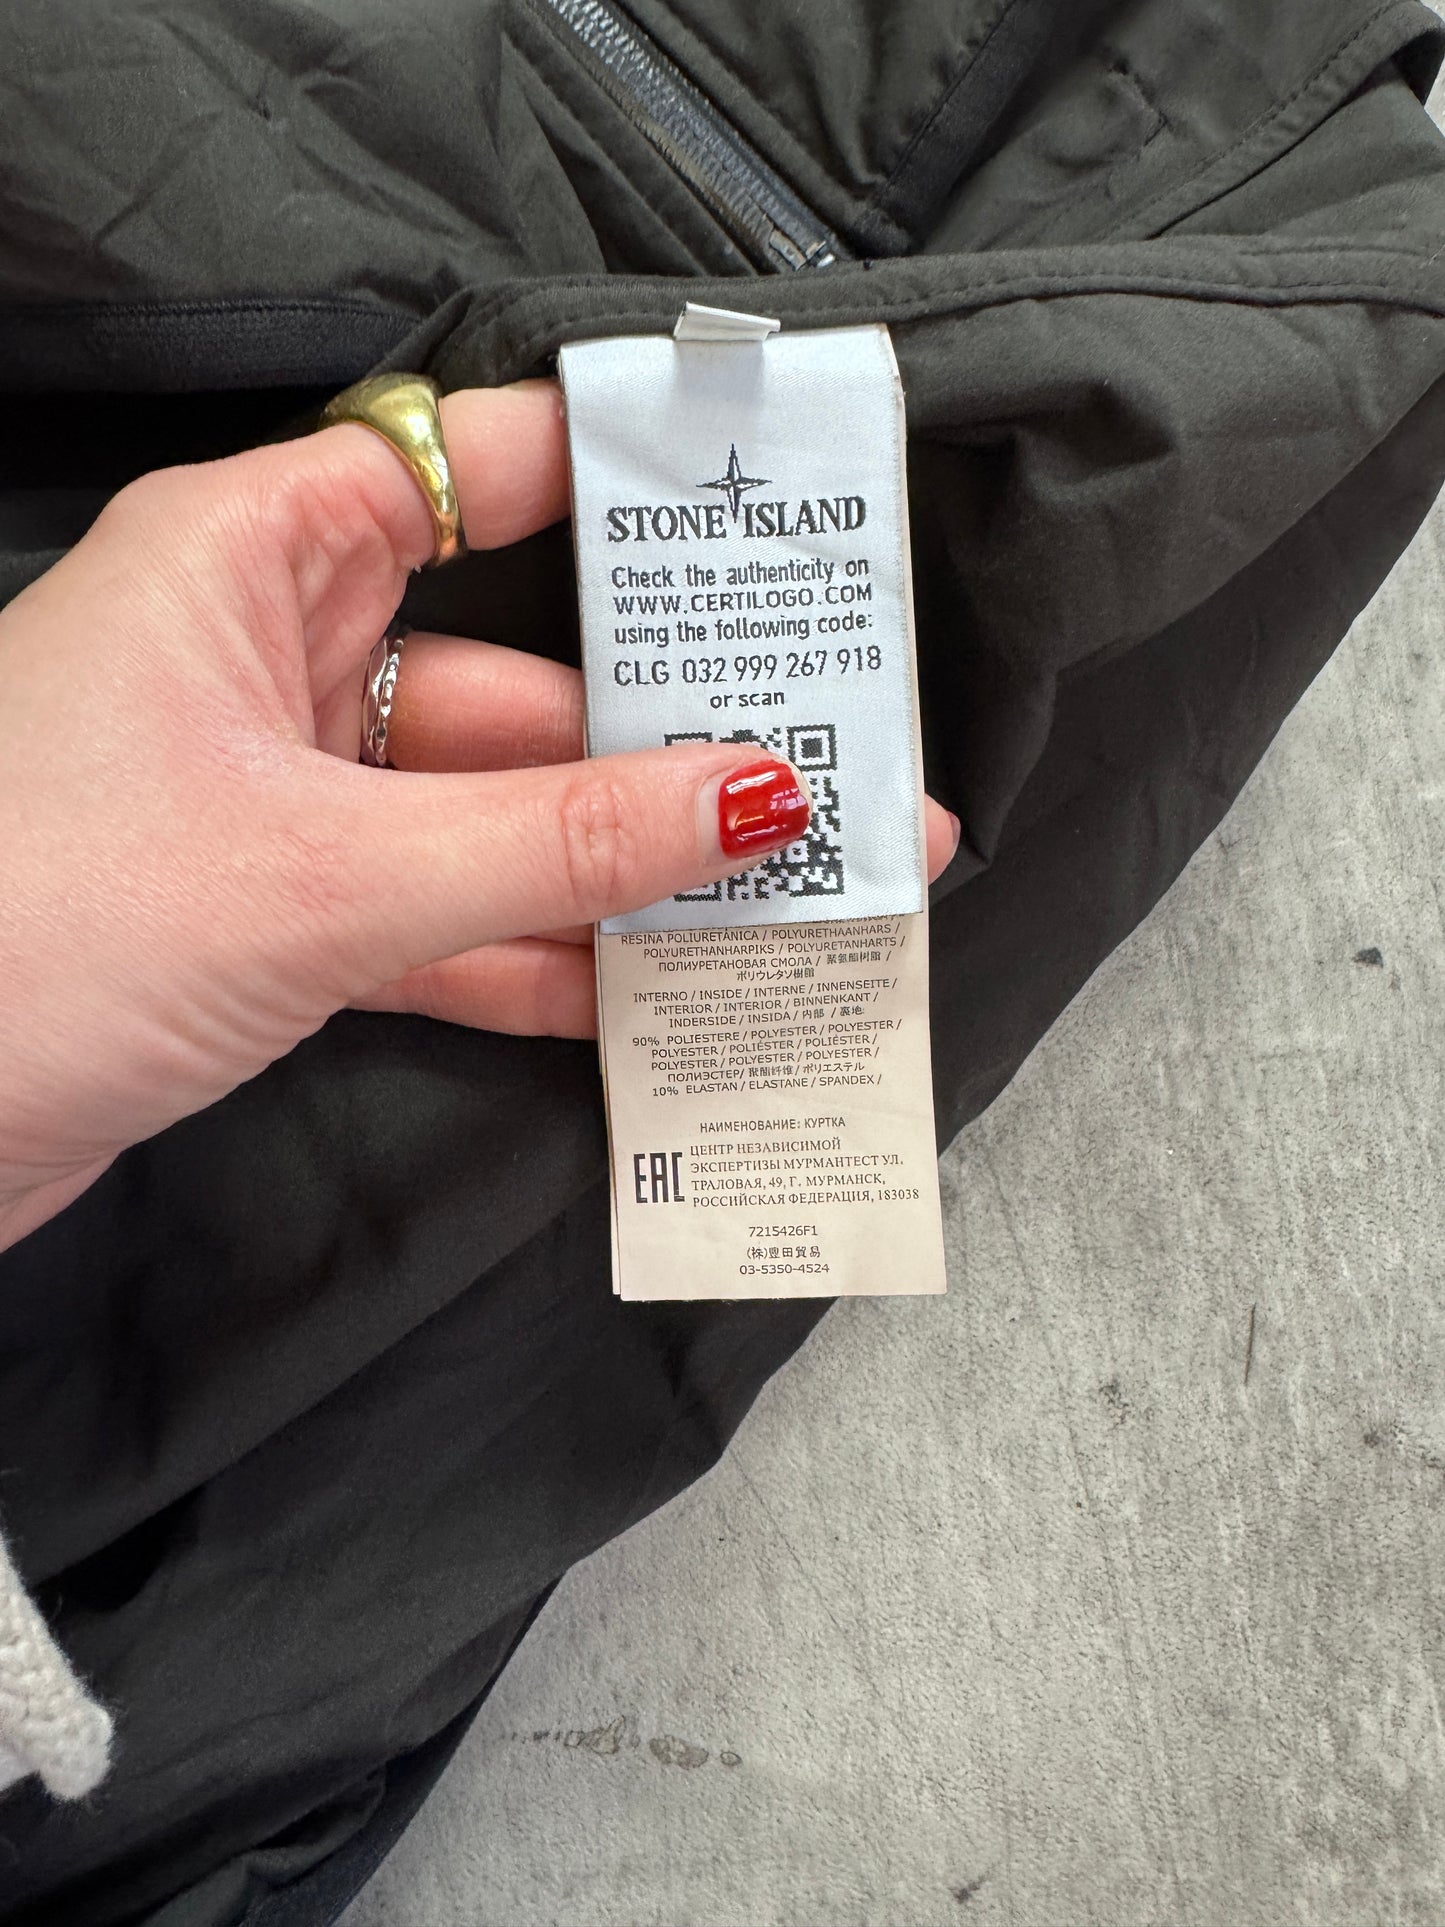 STONE ISLAND
Check the authenticity on
WWW.CERTILOGO.COM
using the following code:
CLG 032 999 267 918
or scan
RESINA POLIURETÁNICA / POLYURETHAANHARS /
POLYURETHANHARPIKS / POLYURETANHARTS /
ПОЛИУРЕТАНОВАЯ СМОЛА / 聚氨酯树脂 /
ポリウレタン樹脂
INTERNO / INSIDE / INTERNE / INNENSEITE /
INTERIOR / INTERIOR / BINNENKANT /
INDERSIDE / INSIDA / 内部 / 裏地:
90% POLIESTERE / POLYESTER / POLYESTER /
POLYESTER / POLIÉSTER / POLIÉSTER /
POLYESTER / POLYESTER / POLYESTER /
ПОЛИЭСТЕР/ 聚酯纤维 / ポリエステル
10% ELASTAN / ELASTANE / SPANDEX /
НАИМЕНОВАНИЕ: КУРТКА
EAC
ЦЕНТР НЕЗАВИСИМОЙ
ЭКСПЕРТИЗЫ МУРМАНТЕСТ УЛ.
ТРАЛОВАЯ, 49, Г. МУРМАНСК,
РОССИЙСКАЯ ФЕДЕРАЦИЯ, 183038
7215426F1
(株)豊田貿易
03-5350-4524